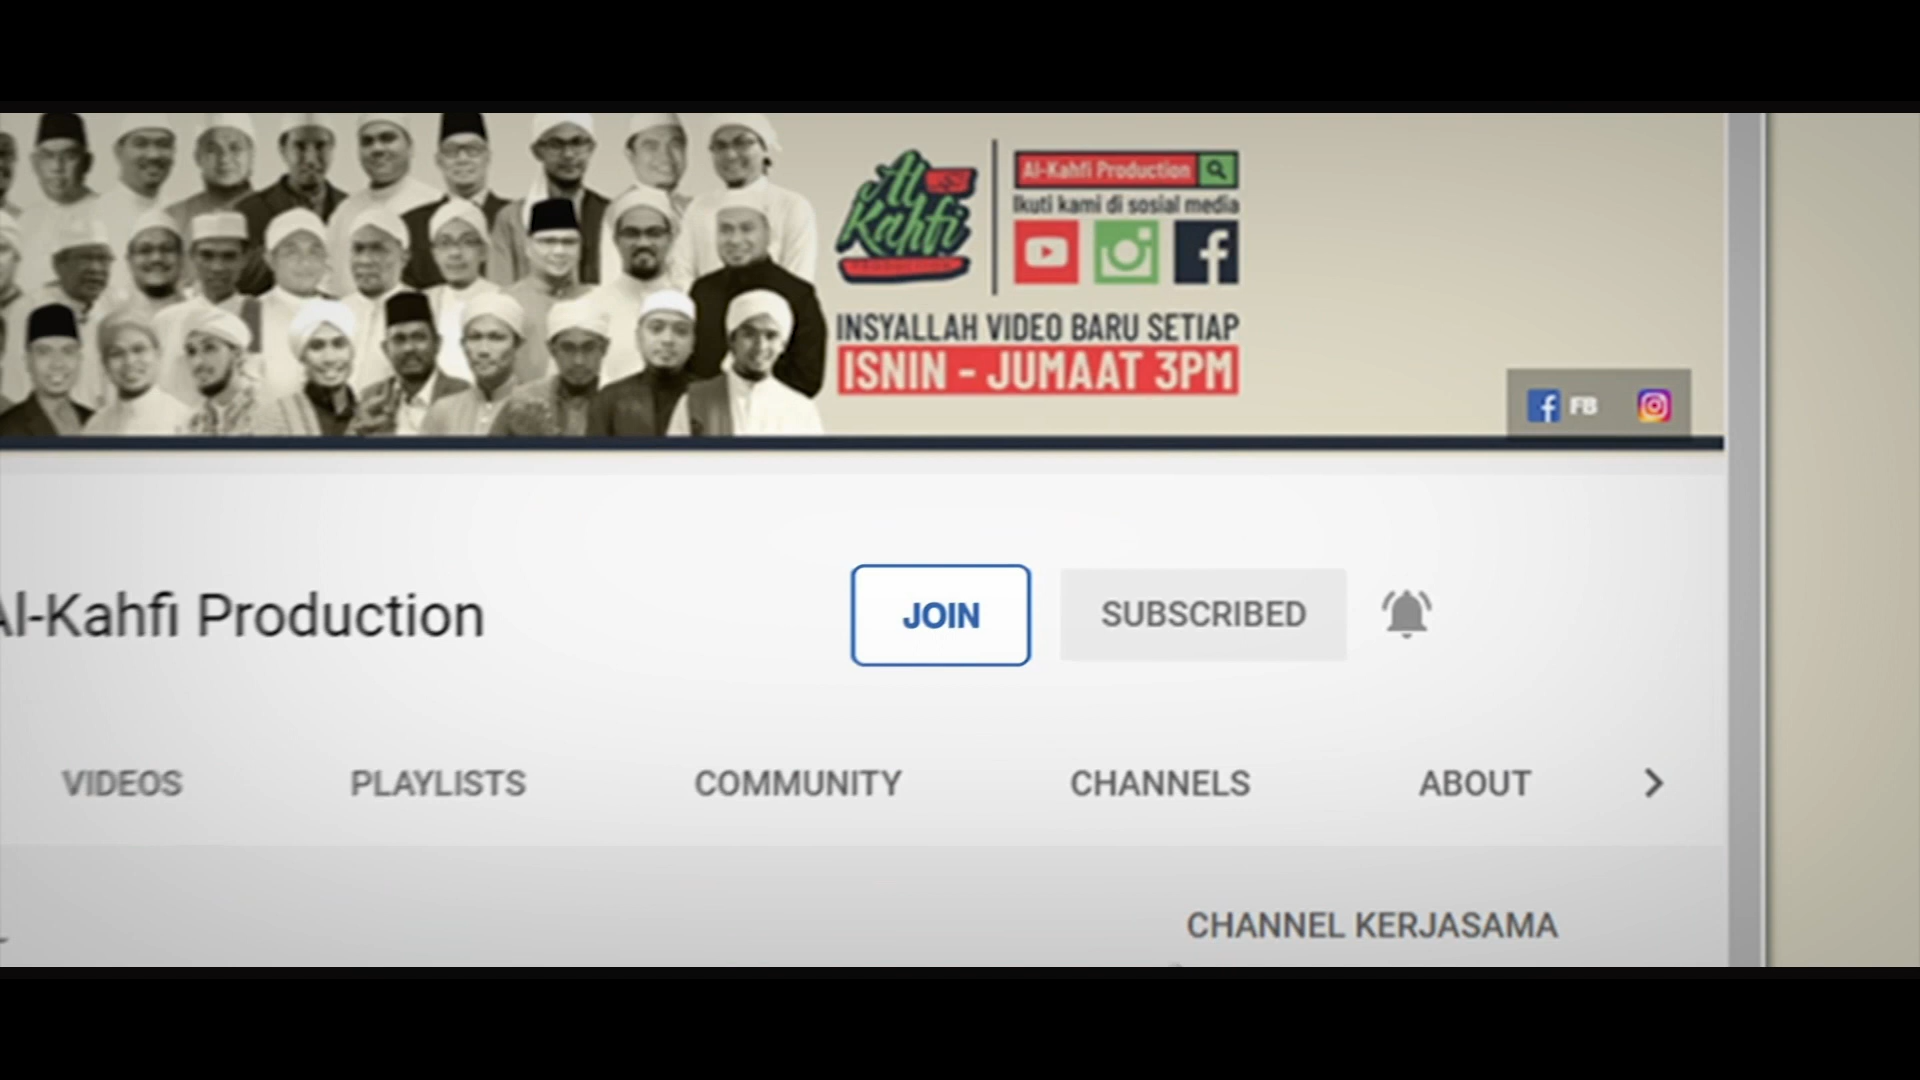 Al
Kahfi
Al-Kahfi Production
Ikuti kami di sosial media
INSYALLAH VIDEO BARU SETIAP
ISNIN - JUMAAT 3PM
FB
Al-Kahfi Production
JOIN
SUBSCRIBED
VIDEOS
PLAYLISTS
COMMUNITY
CHANNELS
ABOUT
CHANNEL KERJASAMA